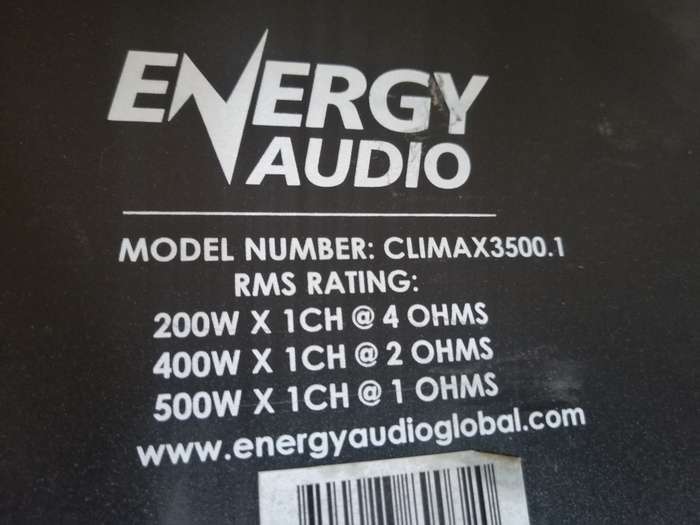 ENERGY
AUDIO
MODEL NUMBER: CLIMAX3500.1
RMS RATING:
200W X 1CH @ 4 OHMS
400W X 1CH @ 2 OHMS
500W X 1CH @ 1 OHMS
www.energyaudioglobal.com